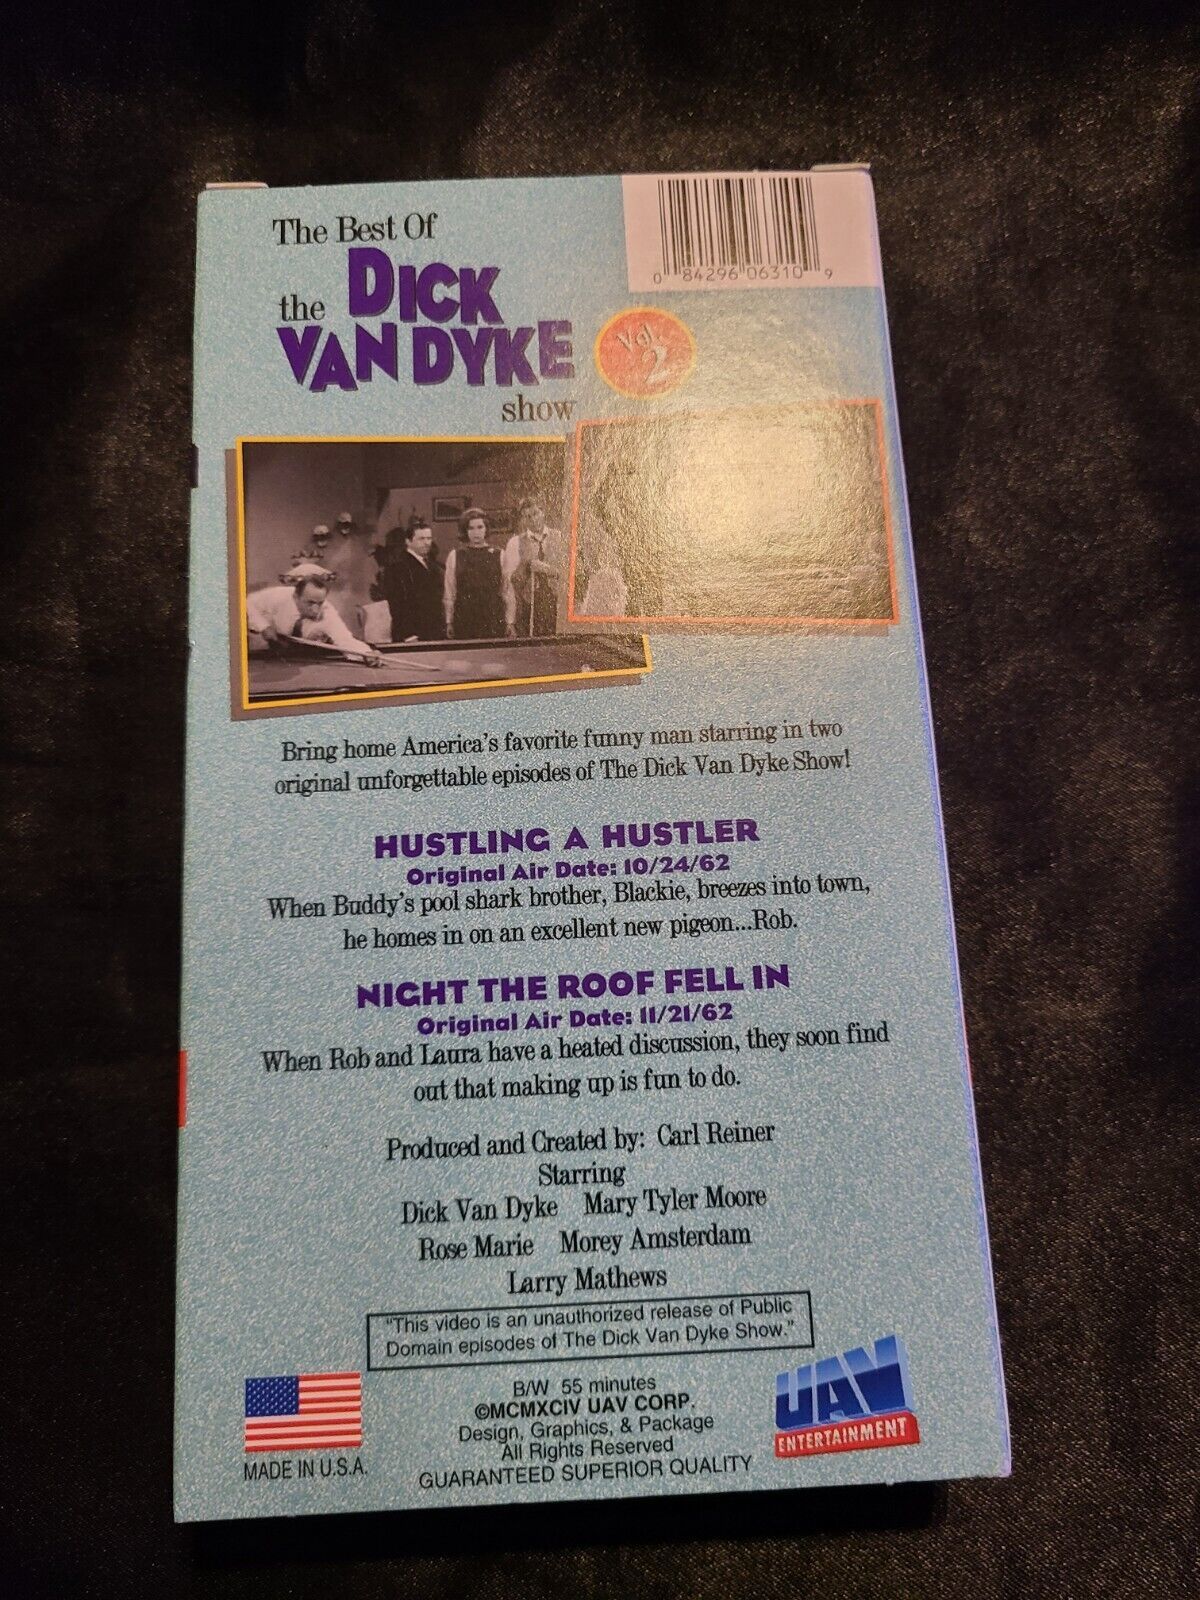 The Best Of
the DICK
VAN DYKE
show
Vol. 2
0 84296 06310 9
Bring home America's favorite funny man starring in two
original unforgettable episodes of The Dick Van Dyke Show!
HUSTLING A HUSTLER
Original Air Date: 10/24/62
When Buddy's pool shark brother, Blackie, breezes into town,
he homes in on an excellent new pigeon...Rob.
NIGHT THE ROOF FELL IN
Original Air Date: 11/21/62
When Rob and Laura have a heated discussion, they soon find
out that making up is fun to do.
Produced and Created by: Carl Reiner
Starring
Dick Van Dyke Mary Tyler Moore
Rose Marie Morey Amsterdam
Larry Mathews
"This video is an unauthorized release of Public
Domain episodes of The Dick Van Dyke Show."
B/W 55 minutes
©MCMXCIV UAV CORP.
Design, Graphics, & Package
All Rights Reserved
GUARANTEED SUPERIOR QUALITY
MADE IN U.S.A.
UAV
ENTERTAINMENT